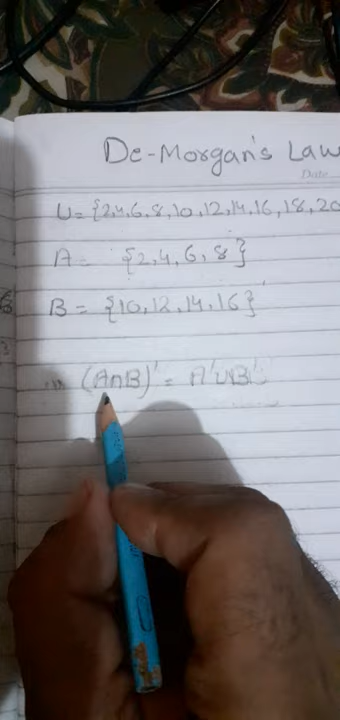 De-Morgan's Law
Date
U = {2,4,6,8,10,12,14,16,18,20
A = {2,4,6,8}
B = {10,12,14,16}
(A∩B)' = A'∪B'